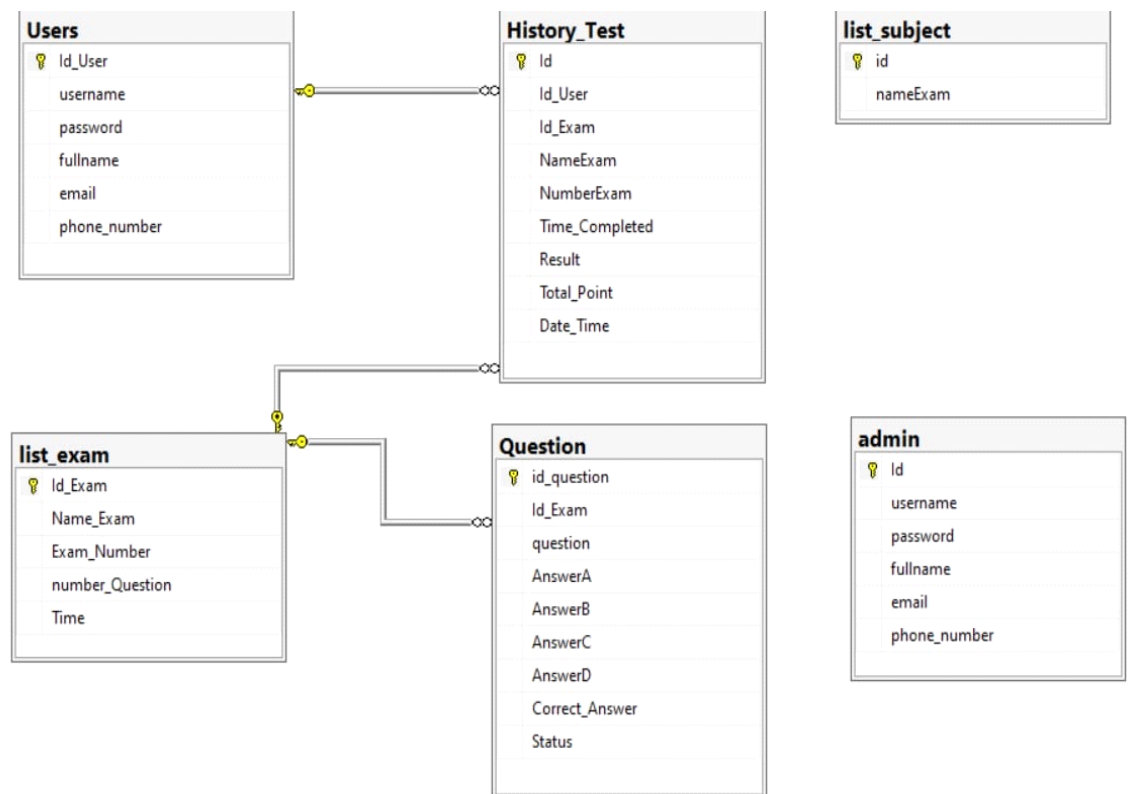 Users
Id_User
username
password
fullname
email
phone_number
History_Test
Id
Id_User
Id_Exam
NameExam
NumberExam
Time_Completed
Result
Total_Point
Date_Time
list_subject
id
nameExam
list_exam
Id_Exam
Name_Exam
Exam_Number
number_Question
Time
Question
id_question
Id_Exam
question
AnswerA
AnswerB
AnswerC
AnswerD
Correct_Answer
Status
admin
Id
username
password
fullname
email
phone_number